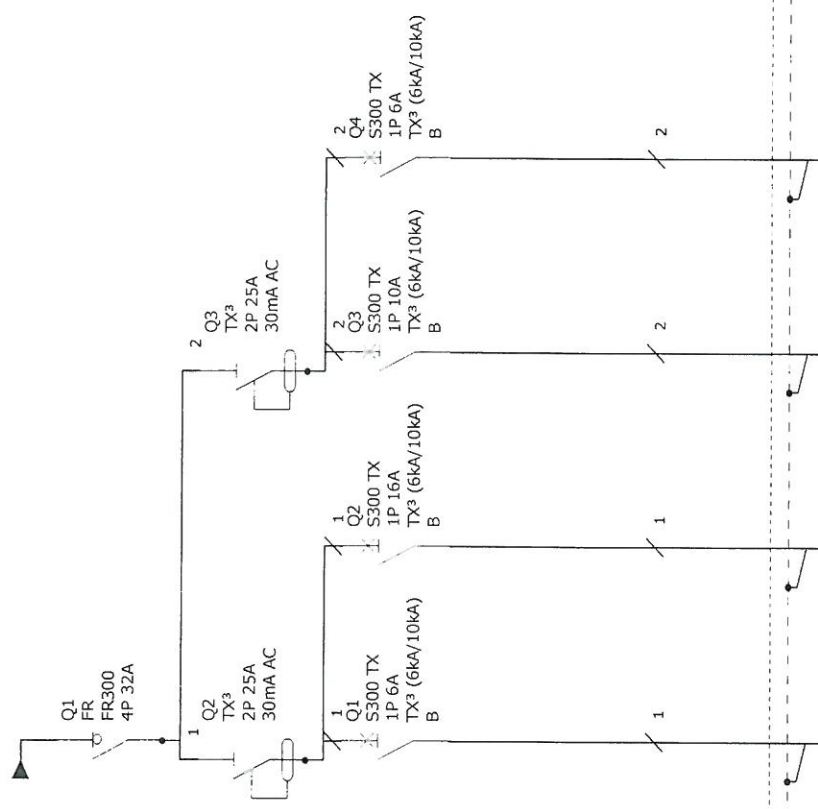 Q1
FR
FR300
4P 32A
1
Q2
TX³
2P 25A
30mA AC
2
Q3
TX³
2P 25A
30mA AC
1
Q1
S300 TX
1P 6A
TX³ (6kA/10kA)
B
1
Q2
S300 TX
1P 16A
TX³ (6kA/10kA)
B
2
Q3
S300 TX
1P 10A
TX³ (6kA/10kA)
B
2
Q4
S300 TX
1P 6A
TX³ (6kA/10kA)
B
1
1
2
2